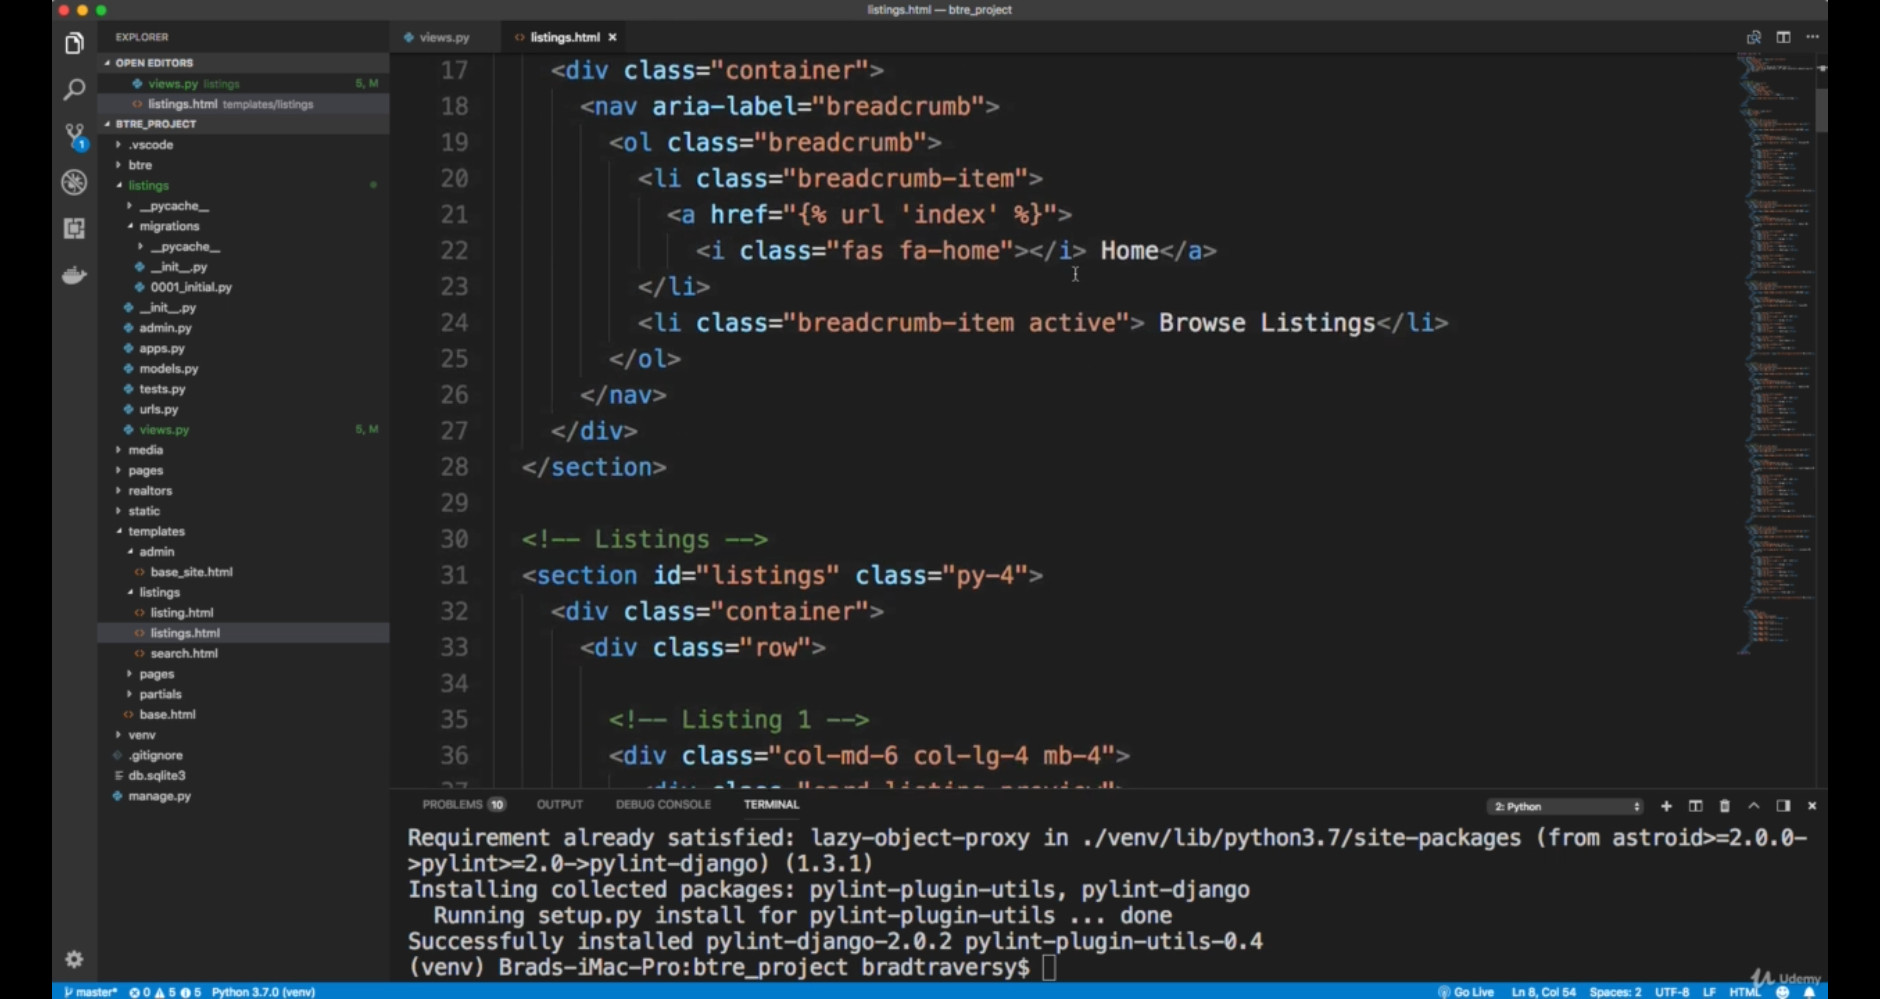 listings.html — btre_project
EXPLORER
OPEN EDITORS
views.py listings 5, M
listings.html templates/listings
BTRE_PROJECT
.vscode
btre
listings
__pycache__
migrations
__pycache__
__init__.py
0001_initial.py
__init__.py
admin.py
apps.py
models.py
tests.py
urls.py
views.py 5, M
media
pages
realtors
static
templates
admin
base_site.html
listings
listing.html
listings.html
search.html
pages
partials
base.html
venv
.gitignore
db.sqlite3
manage.py
1
views.py listings.html
17 <div class="container">
18 <nav aria-label="breadcrumb">
19 <ol class="breadcrumb">
20 <li class="breadcrumb-item">
21 <a href="{% url 'index' %}">
22 <i class="fas fa-home"></i> Home</a>
23 </li>
24 <li class="breadcrumb-item active"> Browse Listings</li>
25 </ol>
26 </nav>
27 </div>
28 </section>
29
30 <!-- Listings -->
31 <section id="listings" class="py-4">
32 <div class="container">
33 <div class="row">
34
35 <!-- Listing 1 -->
36 <div class="col-md-6 col-lg-4 mb-4">
37 <div class="card listing-preview">
PROBLEMS 10 OUTPUT DEBUG CONSOLE TERMINAL 2: Python
Requirement already satisfied: lazy-object-proxy in ./venv/lib/python3.7/site-packages (from astroid>=2.0.0-
>pylint>=2.0->pylint-django) (1.3.1)
Installing collected packages: pylint-plugin-utils, pylint-django
Running setup.py install for pylint-plugin-utils ... done
Successfully installed pylint-django-2.0.2 pylint-plugin-utils-0.4
(venv) Brads-iMac-Pro:btre_project bradtraversy$
master* 0 5 5 Python 3.7.0 (venv) Go Live Ln 8, Col 54 Spaces: 2 UTF-8 LF HTML
Udemy